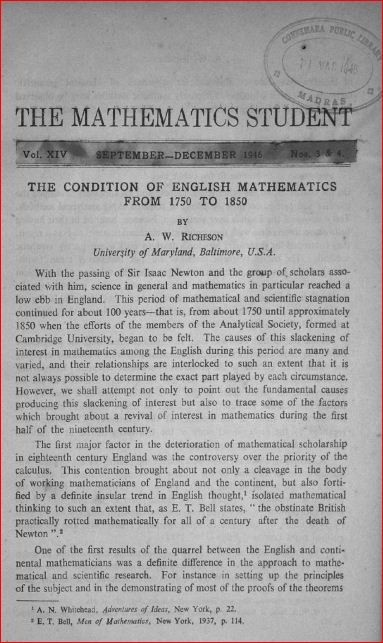 CONNEMARA PUBLIC LIBRARY
MADRAS
THE MATHEMATICS STUDENT
Vol. XIV SEPTEMBER—DECEMBER 1946 Nos. 3 & 4.
THE CONDITION OF ENGLISH MATHEMATICS
FROM 1750 TO 1850
BY
A. W. RICHESON
University of Maryland, Baltimore, U.S.A.
With the passing of Sir Isaac Newton and the group of scholars asso-
ciated with him, science in general and mathematics in particular reached a
low ebb in England. This period of mathematical and scientific stagnation
continued for about 100 years—that is, from about 1750 until approximately
1850 when the efforts of the members of the Analytical Society, formed at
Cambridge University, began to be felt. The causes of this slackening of
interest in mathematics among the English during this period are many and
varied, and their relationships are interlocked to such an extent that it is
not always possible to determine the exact part played by each circumstance.
However, we shall attempt not only to point out the fundamental causes
producing this slackening of interest but also to trace some of the factors
which brought about a revival of interest in mathematics during the first
half of the nineteenth century.
The first major factor in the deterioration of mathematical scholarship
in eighteenth century England was the controversy over the priority of the
calculus. This contention brought about not only a cleavage in the body
of working mathematicians of England and the continent, but also forti-
fied by a definite insular trend in English thought,¹ isolated mathematical
thinking to such an extent that, as E. T. Bell states, “ the obstinate British
practically rotted mathematically for all of a century after the death of
Newton ”.²
One of the first results of the quarrel between the English and conti-
nental mathematicians was a definite difference in the approach to mathe-
matical and scientific research. For instance in setting up the principles
of the subject and in the demonstrating of most of the proofs of the theorems
¹ A. N. Whitehead, Adventures of Ideas, New York, p. 22.
² E. T. Bell, Men of Mathematics, New York, 1937, p. 114.